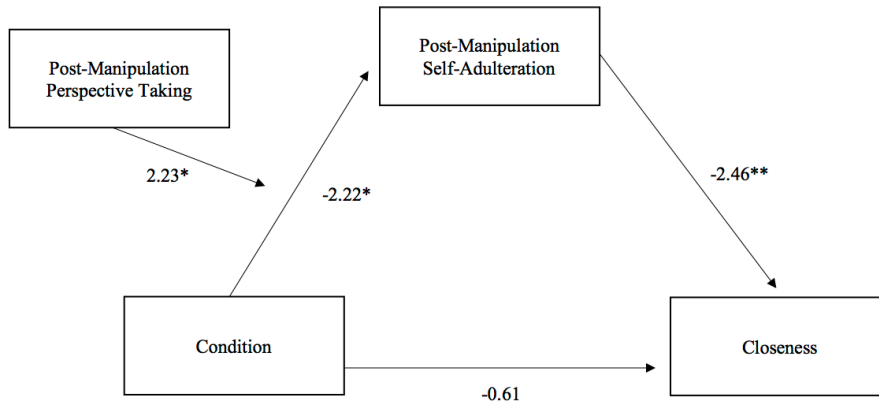 Post-Manipulation
Self-Adulteration
Post-Manipulation
Perspective Taking
2.23*
-2.22*
-2.46**
Condition
Closeness
-0.61